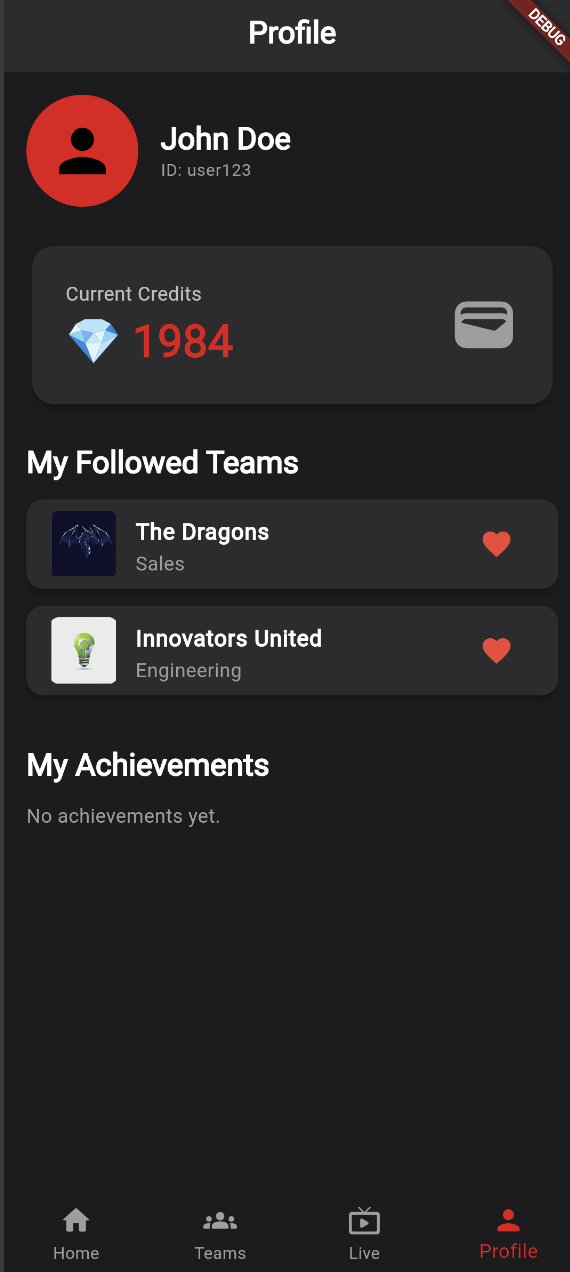 Profile
DEBUG
John Doe
ID: user123
Current Credits
1984
My Followed Teams
The Dragons
Sales
Innovators United
Engineering
My Achievements
No achievements yet.
Home
Teams
Live
Profile